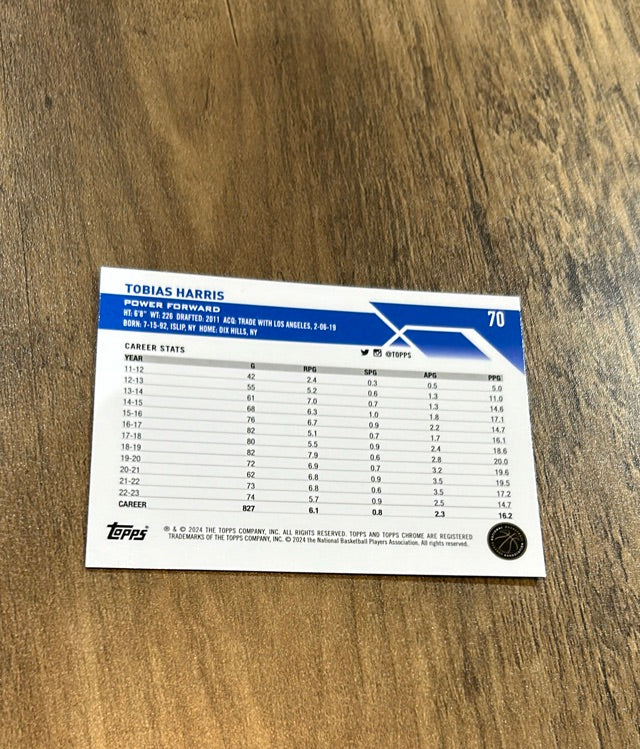 TOBIAS HARRIS
70
POWER FORWARD
HT: 6'8" WT: 226 DRAFTED: 2011 ACQ: TRADE WITH LOS ANGELES, 2-06-19
BORN: 7-15-92, ISLIP, NY HOME: DIX HILLS, NY
@TOPPS
CAREER STATS
YEAR G RPG SPG APG PPG
11-12 42 2.4 0.3 0.5 5.0
12-13 55 5.2 0.6 1.3 11.0
13-14 61 7.0 0.7 1.3 14.6
14-15 68 6.3 1.0 1.8 17.1
15-16 76 6.7 0.9 2.2 14.7
16-17 82 5.1 0.7 1.7 16.1
17-18 80 5.5 0.9 2.4 18.6
18-19 82 7.9 0.6 2.8 20.0
19-20 72 6.9 0.7 3.2 19.6
20-21 62 6.8 0.9 3.5 19.5
21-22 73 6.8 0.6 3.5 17.2
22-23 74 5.7 0.9 2.5 14.7
CAREER 827 6.1 0.8 2.3 16.2
Topps
® & © 2024 THE TOPPS COMPANY, INC. ALL RIGHTS RESERVED. TOPPS AND TOPPS CHROME ARE REGISTERED
TRADEMARKS OF THE TOPPS COMPANY, INC. © 2024 the National Basketball Players Association. All rights reserved.